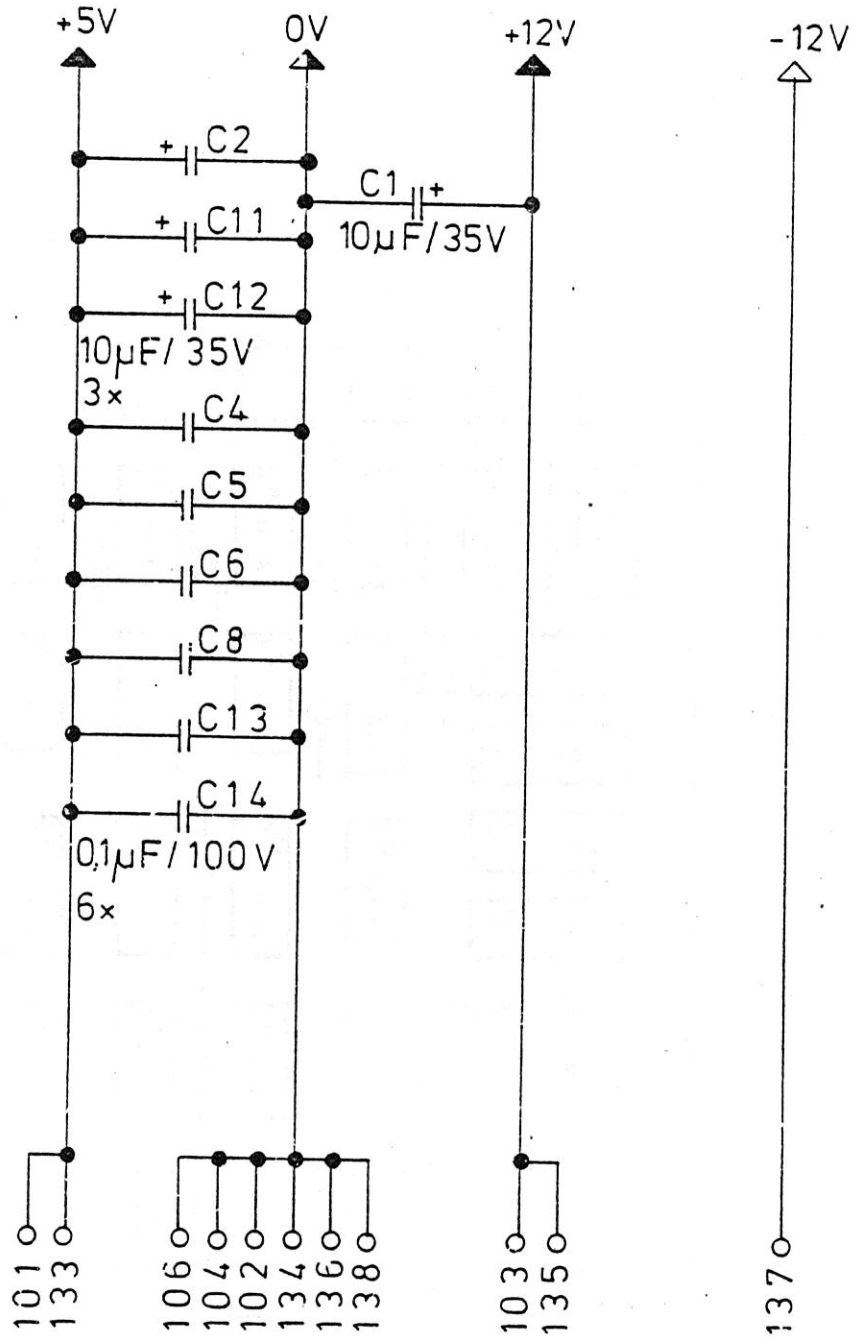 +5V
0V
+12V
-12V
+ C2
C1 +
10µF/35V
+ C11
+ C12
10µF/ 35V
3×
C4
C5
C6
C8
C13
C14
0,1µF/100V
6×
101
133
106
104
102
134
136
138
103
135
137